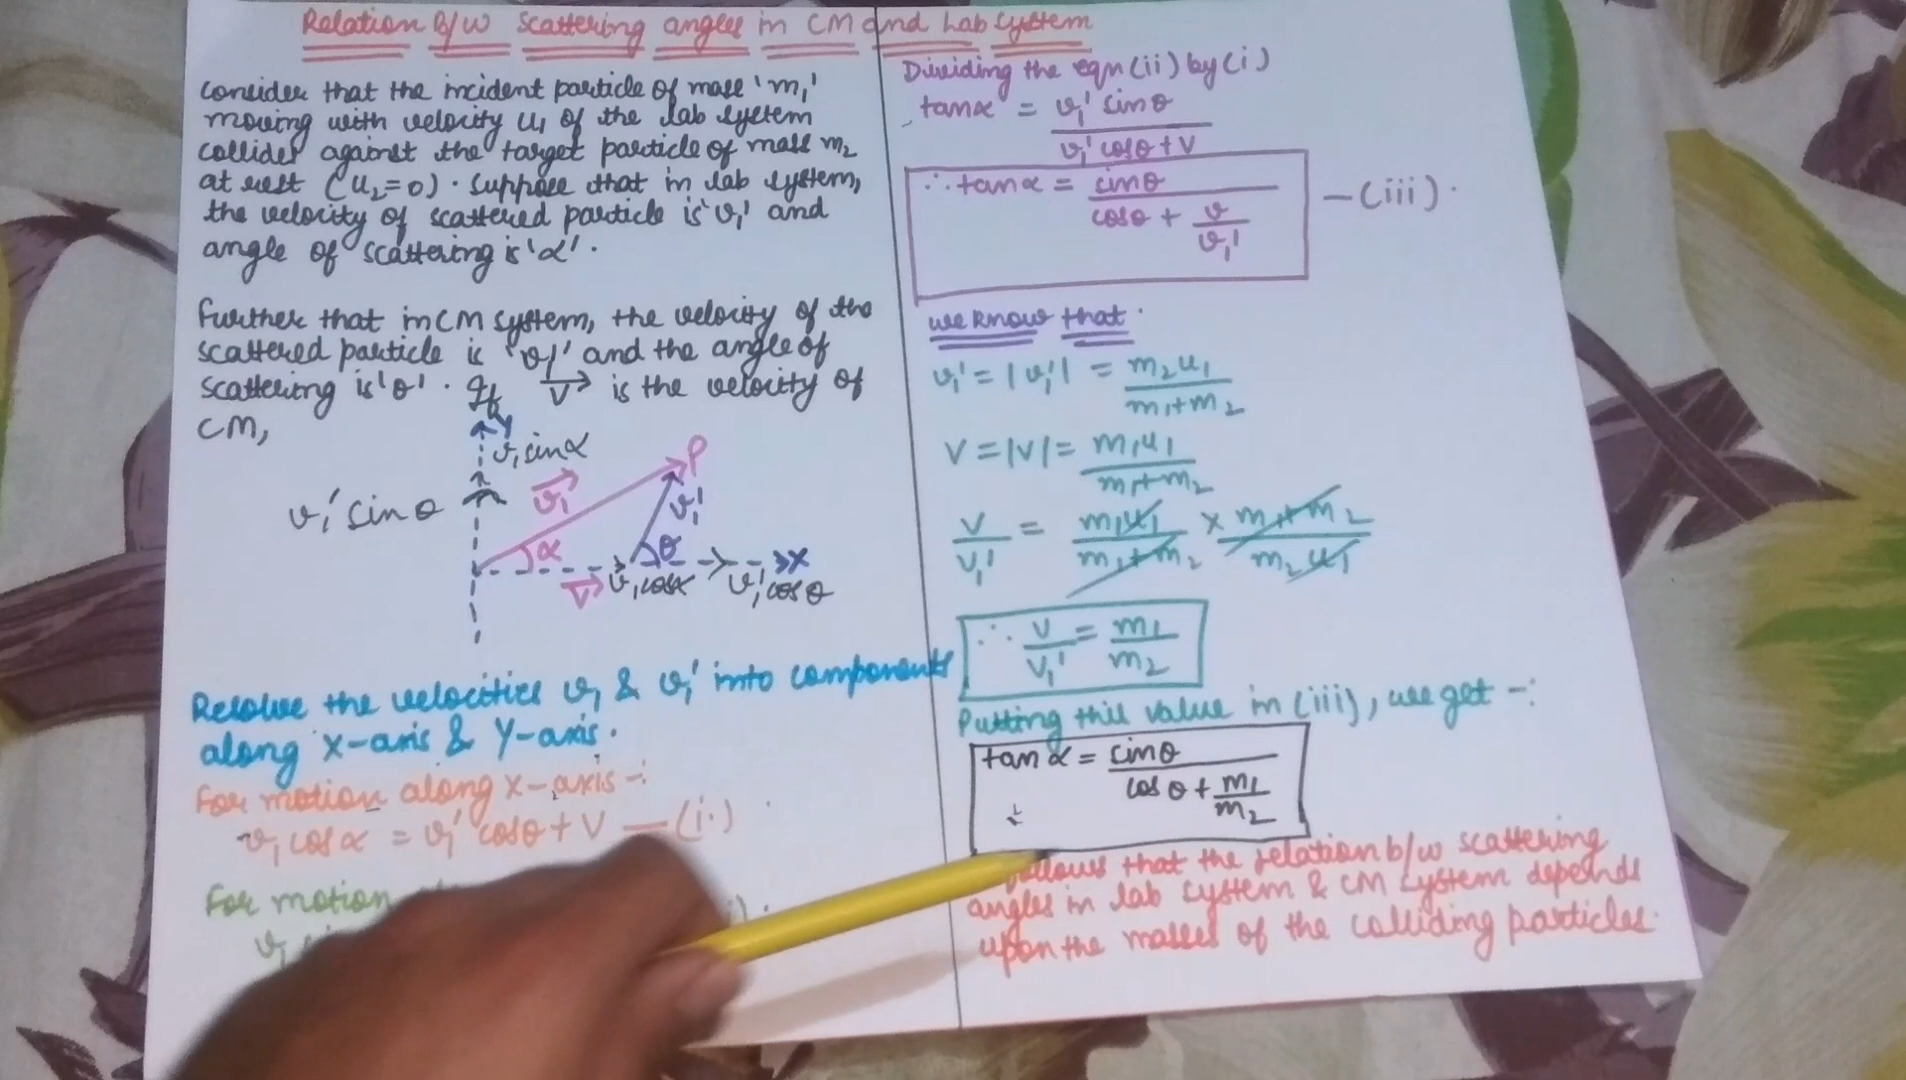 Relation b/w scattering angles in CM and Lab System
Consider that the incident particle of mass 'm₁'
moving with velocity u₁ of the lab system
collides against the target particle of mass m₂
at rest (u₂=0). Suppose that in lab system,
the velocity of scattered particle is 'v₁' and
angle of scattering is 'α'.
Further that in CM system, the velocity of the
scattered particle is 'v₁'' and the angle of
scattering is 'θ'. If V→ is the velocity of
CM,
Y
v₁ sinα
P
v₁' sinθ
v₁→
v₁'
α
θ
X
V→
v₁ cosα
v₁' cosθ
Resolve the velocities v₁ & v₁' into components
along x-axis & Y-axis.
For motion along x-axis -:
v₁ cosα = v₁' cosθ + V — (i.)
For motion
v₁
Dividing the eqn (ii) by (i)
tanα = v₁' sinθ
v₁' cosθ + V
∴ tanα = sinθ
cosθ + v/v₁'
— (iii).
We know that
v₁' = |v₁'| = m₂u₁
m₁+m₂
V = |V| = m₁u₁
m₁+m₂
V/V₁' = m₁u₁/m₁+m₂ × m₁+m₂/m₂u₁
∴ V/V₁' = m₁/m₂
Putting this value in (iii), we get -:
tanα = sinθ
cosθ + m₁/m₂
that the relation b/w scattering
angles in lab system & CM system depends
upon the masses of the colliding particles.